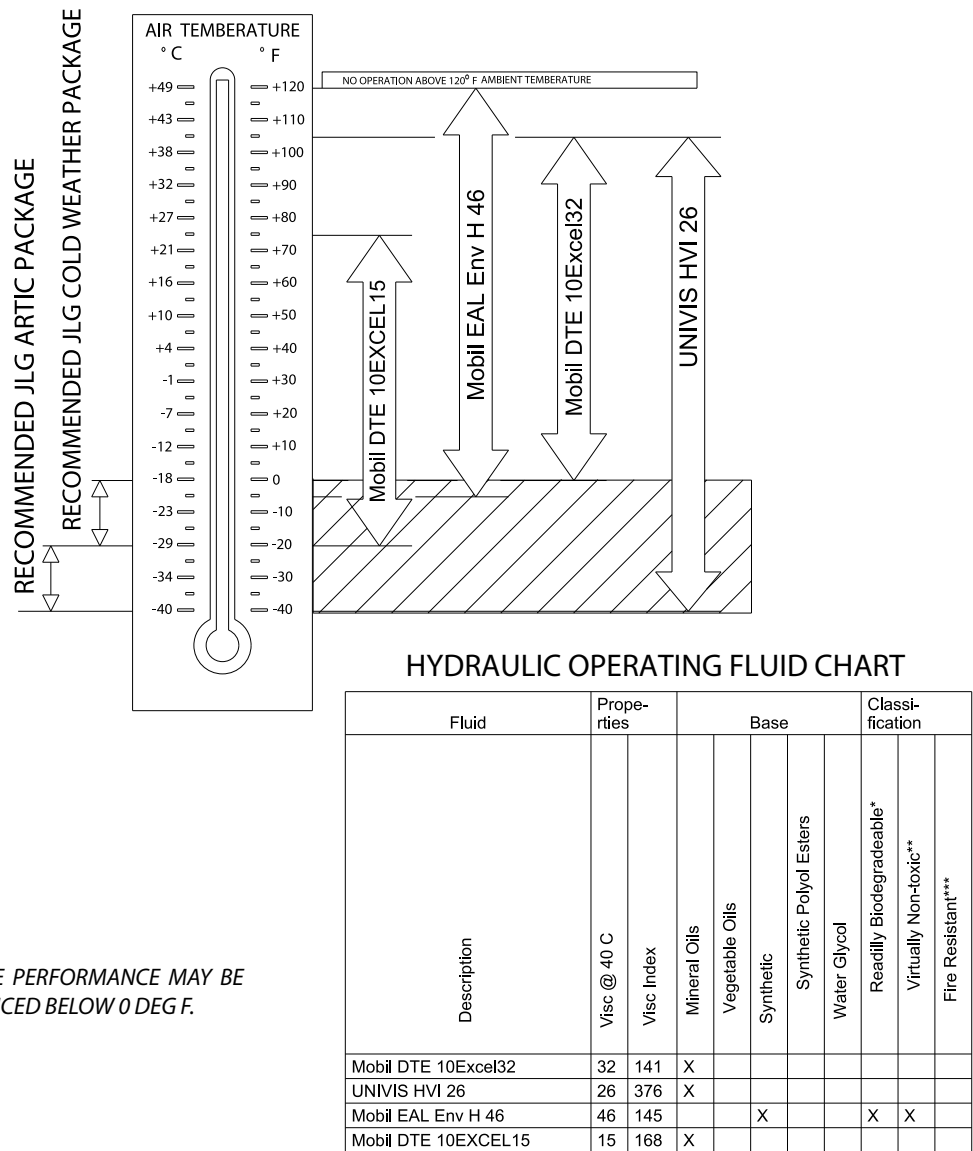 RECOMMENDED JLG ARTIC PACKAGE
RECOMMENDED JLG COLD WEATHER PACKAGE
AIR TEMBERATURE
° C ° F
+49 +120
+43 +110
+38 +100
+32 +90
+27 +80
+21 +70
+16 +60
+10 +50
+4 +40
-1 +30
-7 +20
-12 +10
-18 0
-23 -10
-29 -20
-34 -30
-40 -40
NO OPERATION ABOVE 120° F AMBIENT TEMBERATURE
Mobil DTE 10EXCEL15
Mobil EAL Env H 46
Mobil DTE 10Excel32
UNIVIS HVI 26
HYDRAULIC OPERATING FLUID CHART
Fluid
Prope-
rties
Base
Classi-
fication
Description
Visc @ 40 C
Visc Index
Mineral Oils
Vegetable Oils
Synthetic
Synthetic Polyol Esters
Water Glycol
Readilly Biodegradeable*
Virtually Non-toxic**
Fire Resistant***
Mobil DTE 10Excel32 32 141 X
UNIVIS HVI 26 26 376 X
Mobil EAL Env H 46 46 145 X X X
Mobil DTE 10EXCEL15 15 168 X
PERFORMANCE MAY BE
BELOW 0 DEG F.